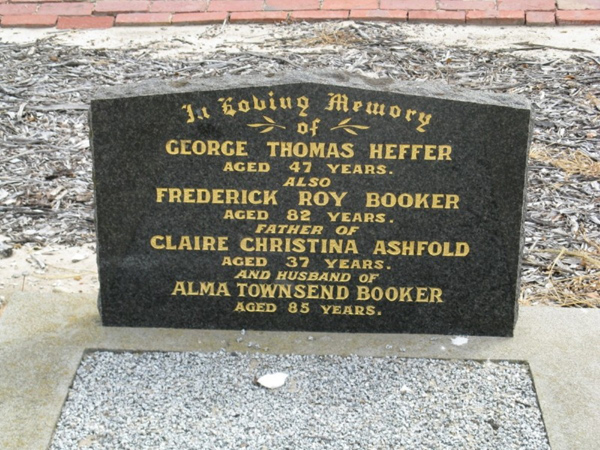 In Loving Memory
of
GEORGE THOMAS HEFFER
AGED 47 YEARS.
ALSO
FREDERICK ROY BOOKER
AGED 82 YEARS.
FATHER OF
CLAIRE CHRISTINA ASHFOLD
AGED 37 YEARS.
AND HUSBAND OF
ALMA TOWNSEND BOOKER
AGED 85 YEARS.